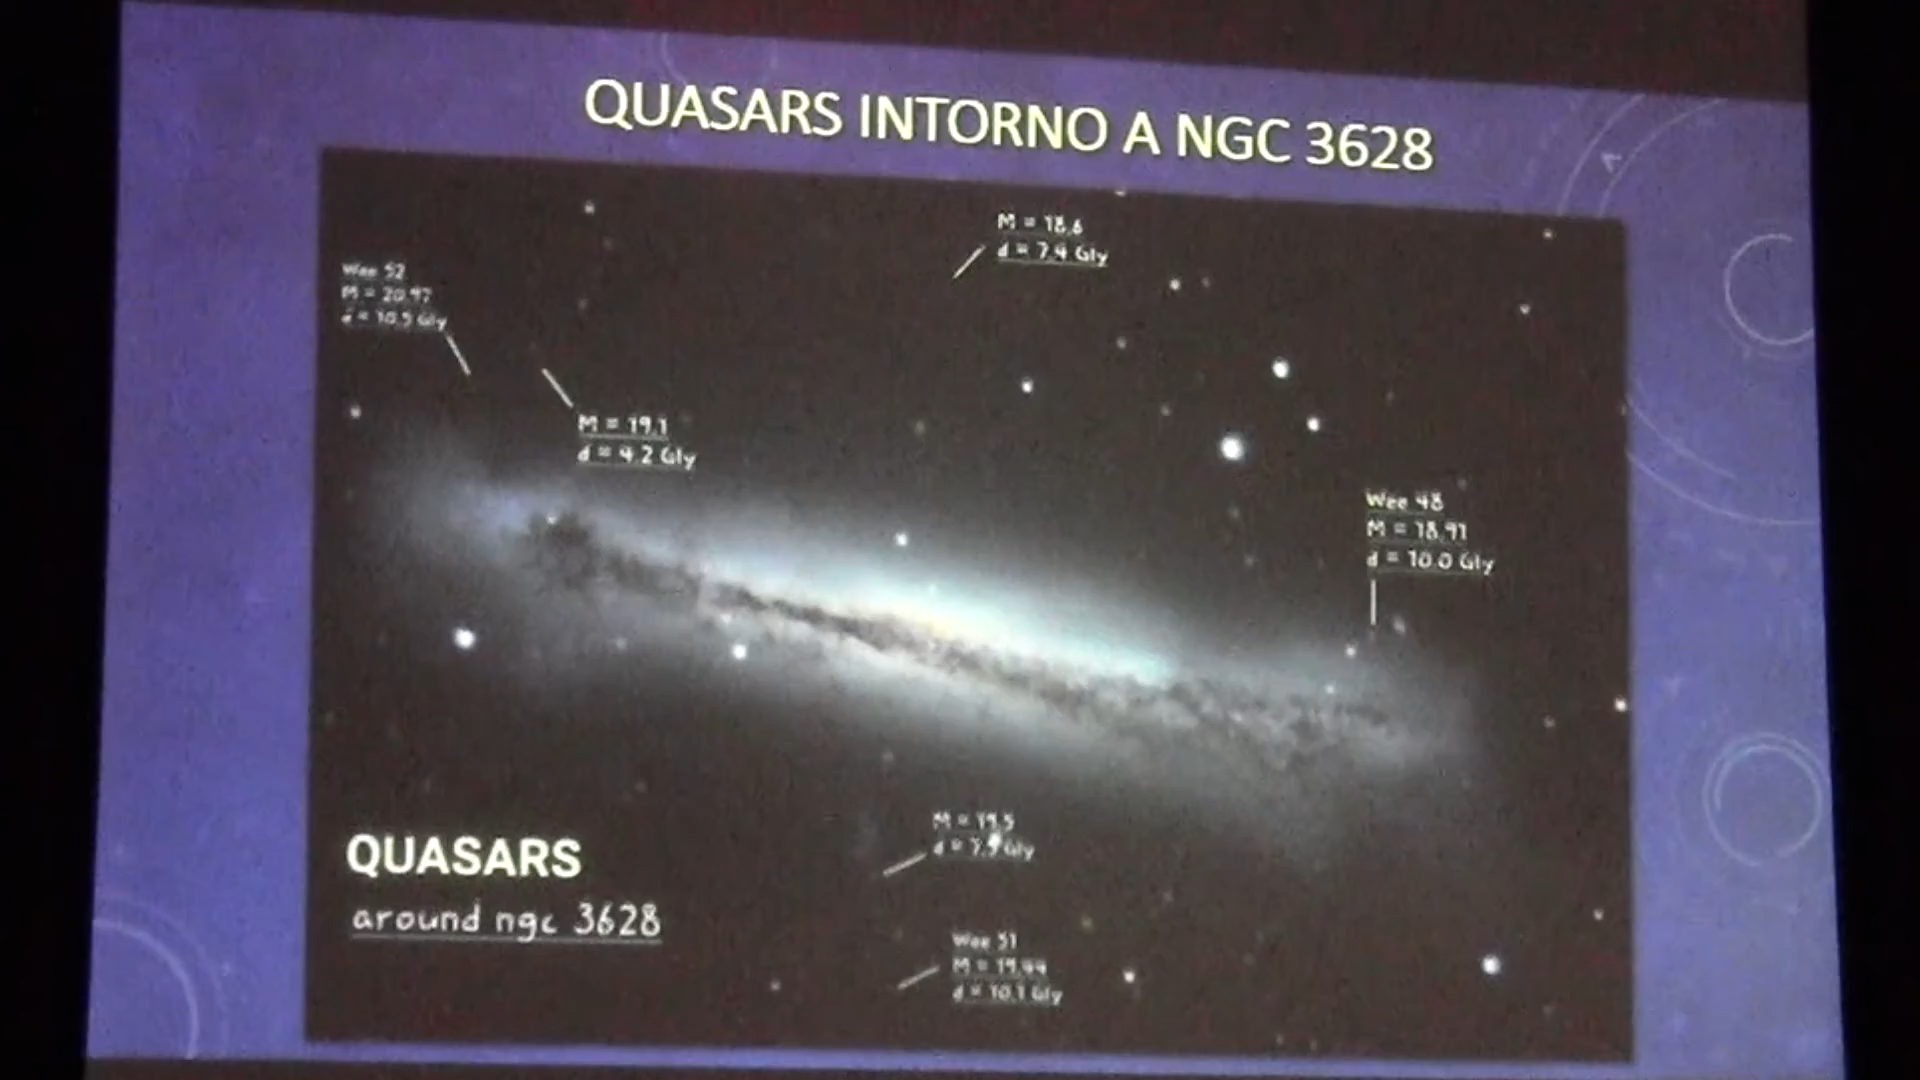 QUASARS INTORNO A NGC 3628
M = 18.6
d = 7.4 Gly
Wee 52
M = 20.97
d = 10.5 Gly
M = 19.1
d = 4.2 Gly
Wee 48
M = 18.91
d = 10.0 Gly
M = 19.5
Gly
Wee 51
M = 19.44
d = 10.1 Gly
QUASARS
around ngc 3628